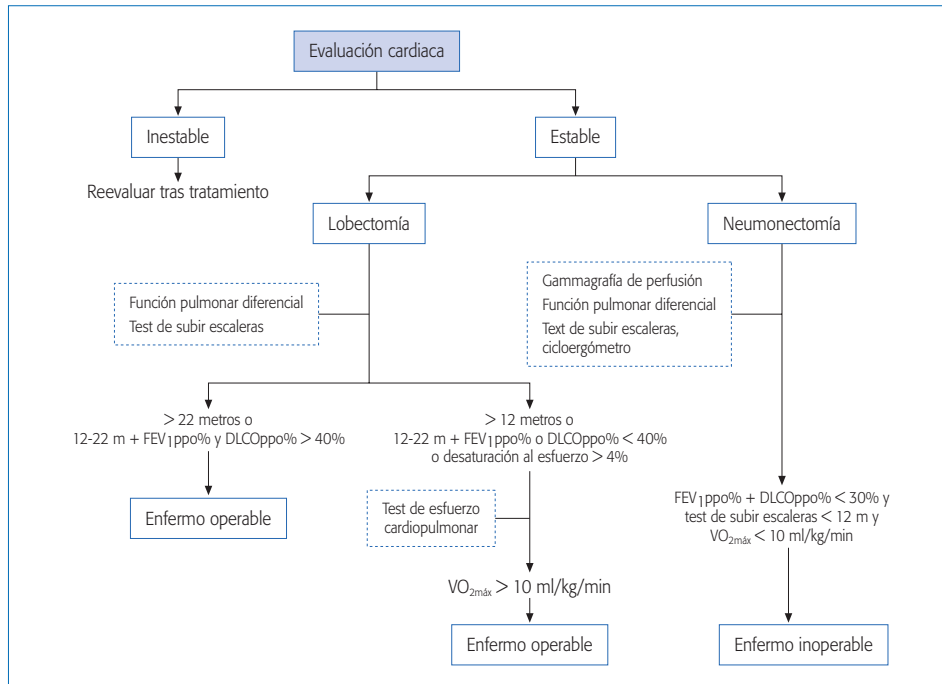 Evaluación cardiaca
Inestable
Estable
Reevaluar tras tratamiento
Lobectomía
Neumonectomía
Función pulmonar diferencial
Test de subir escaleras
Gammagrafía de perfusión
Función pulmonar diferencial
Text de subir escaleras,
cicloergómetro
> 22 metros o
12-22 m + FEV1ppo% y DLCOppo% > 40%
> 12 metros o
12-22 m + FEV1ppo% o DLCOppo% < 40%
o desaturación al esfuerzo > 4%
Enfermo operable
Test de esfuerzo
cardiopulmonar
FEV1ppo% + DLCOppo% < 30% y
test de subir escaleras < 12 m y
VO2máx < 10 ml/kg/min
VO2máx > 10 ml/kg/min
Enfermo operable
Enfermo inoperable